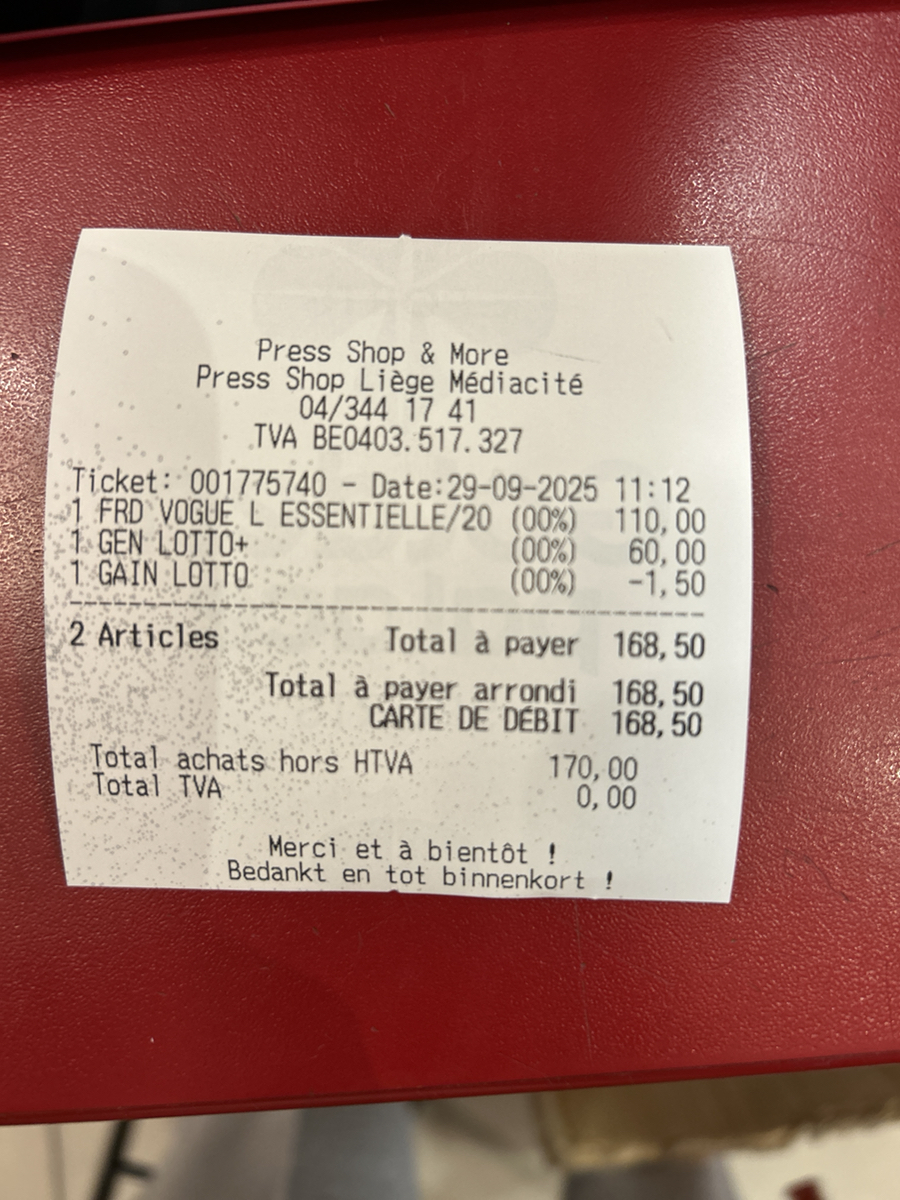 Press Shop & More
Press Shop Liège Médiacité
04/344 17 41
TVA BE0403.517.327
Ticket: 001775740 - Date:29-09-2025 11:12
1 FRD VOGUE L ESSENTIELLE/20 (00%) 110,00
1 GEN LOTTO+ (00%) 60,00
1 GAIN LOTTO (00%) -1,50
2 Articles Total à payer 168,50
Total à payer arrondi 168,50
CARTE DE DÉBIT 168,50
Total achats hors HTVA 170,00
Total TVA 0,00
Merci et à bientôt !
Bedankt en tot binnenkort !